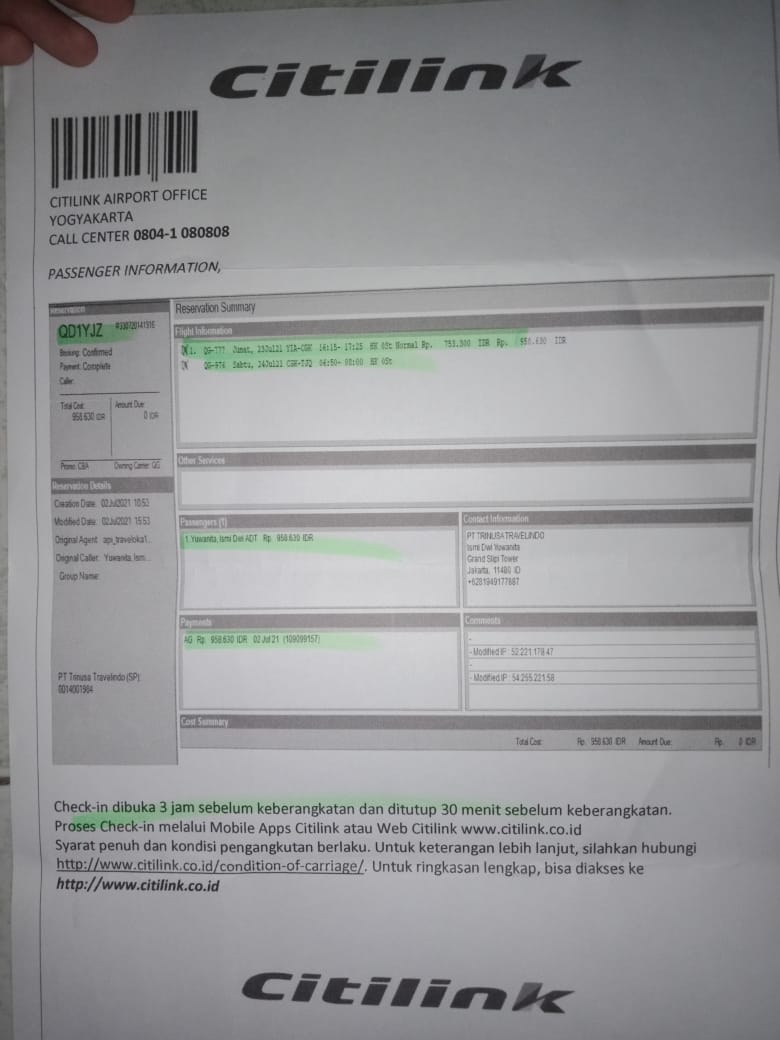 Citilink
CITILINK AIRPORT OFFICE
YOGYAKARTA
CALL CENTER 0804-1 080808
PASSENGER INFORMATION,
Reservation
QD1YJZ
Booking: Confirmed
Payment: Complete
Caller:
Total Cost: Amount Due:
958.630 IDR 0 IDR
Promo: CBA Owning Carrier: QG
Reservation Details
Creation Date: 02Jul2021 10:53
Modified Date: 02Jul2021 15:53
Original Agent: api_traveloka1...
Original Caller: Yuwanita, Ismi...
Group Name:
PT Trinusa Travelindo (SP):
0014001984
Reservation Summary
Flight Information
1. QG-777 Jumat, 23Jul21 YIA-CGK 16:15- 17:25 HK 0St Normal Rp. 753.300 IDR Rp. 958.630 IDR
QG-976 Sabtu, 24Jul21 06:50- 08:00 HK 0St
Other Services
Passengers (1)
1.Yuwanita, Ismi Dwi ADT Rp. 958.630 IDR
Contact Information
PT TRINUSA TRAVELINDO
Ismi Dwi Yuwanita
Grand Slipi Tower
Jakarta, 11480 ID
+6281949177687
Payments
AG Rp. 958.630 IDR 02 Jul 21 (109099157)
Comments
-
- Modified IP: 52.221.178.47
-
- Modified IP: 54.255.221.58
Cost Summary
Total Cost: Rp. 958.630 IDR Amount Due: Rp. 0 IDR
Check-in dibuka 3 jam sebelum keberangkatan dan ditutup 30 menit sebelum keberangkatan.
Proses Check-in melalui Mobile Apps Citilink atau Web Citilink www.citilink.co.id
Syarat penuh dan kondisi pengangkutan berlaku. Untuk keterangan lebih lanjut, silahkan hubungi
http://www.citilink.co.id/condition-of-carriage/. Untuk ringkasan lengkap, bisa diakses ke
http://www.citilink.co.id
Citilink